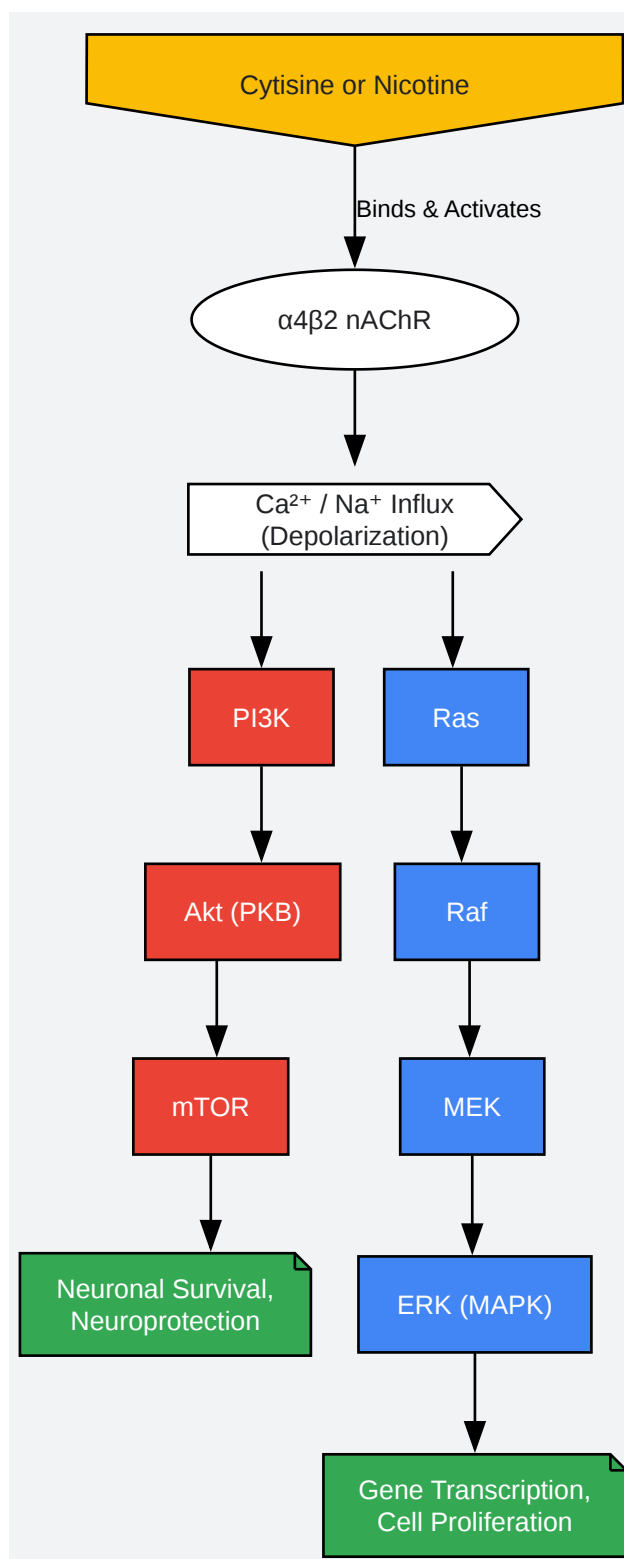 Cytisine or Nicotine
Binds & Activates
α4β2 nAChR
Ca²⁺ / Na⁺ Influx
(Depolarization)
PI3K
Ras
Akt (PKB)
Raf
mTOR
MEK
Neuronal Survival,
Neuroprotection
ERK (MAPK)
Gene Transcription,
Cell Proliferation